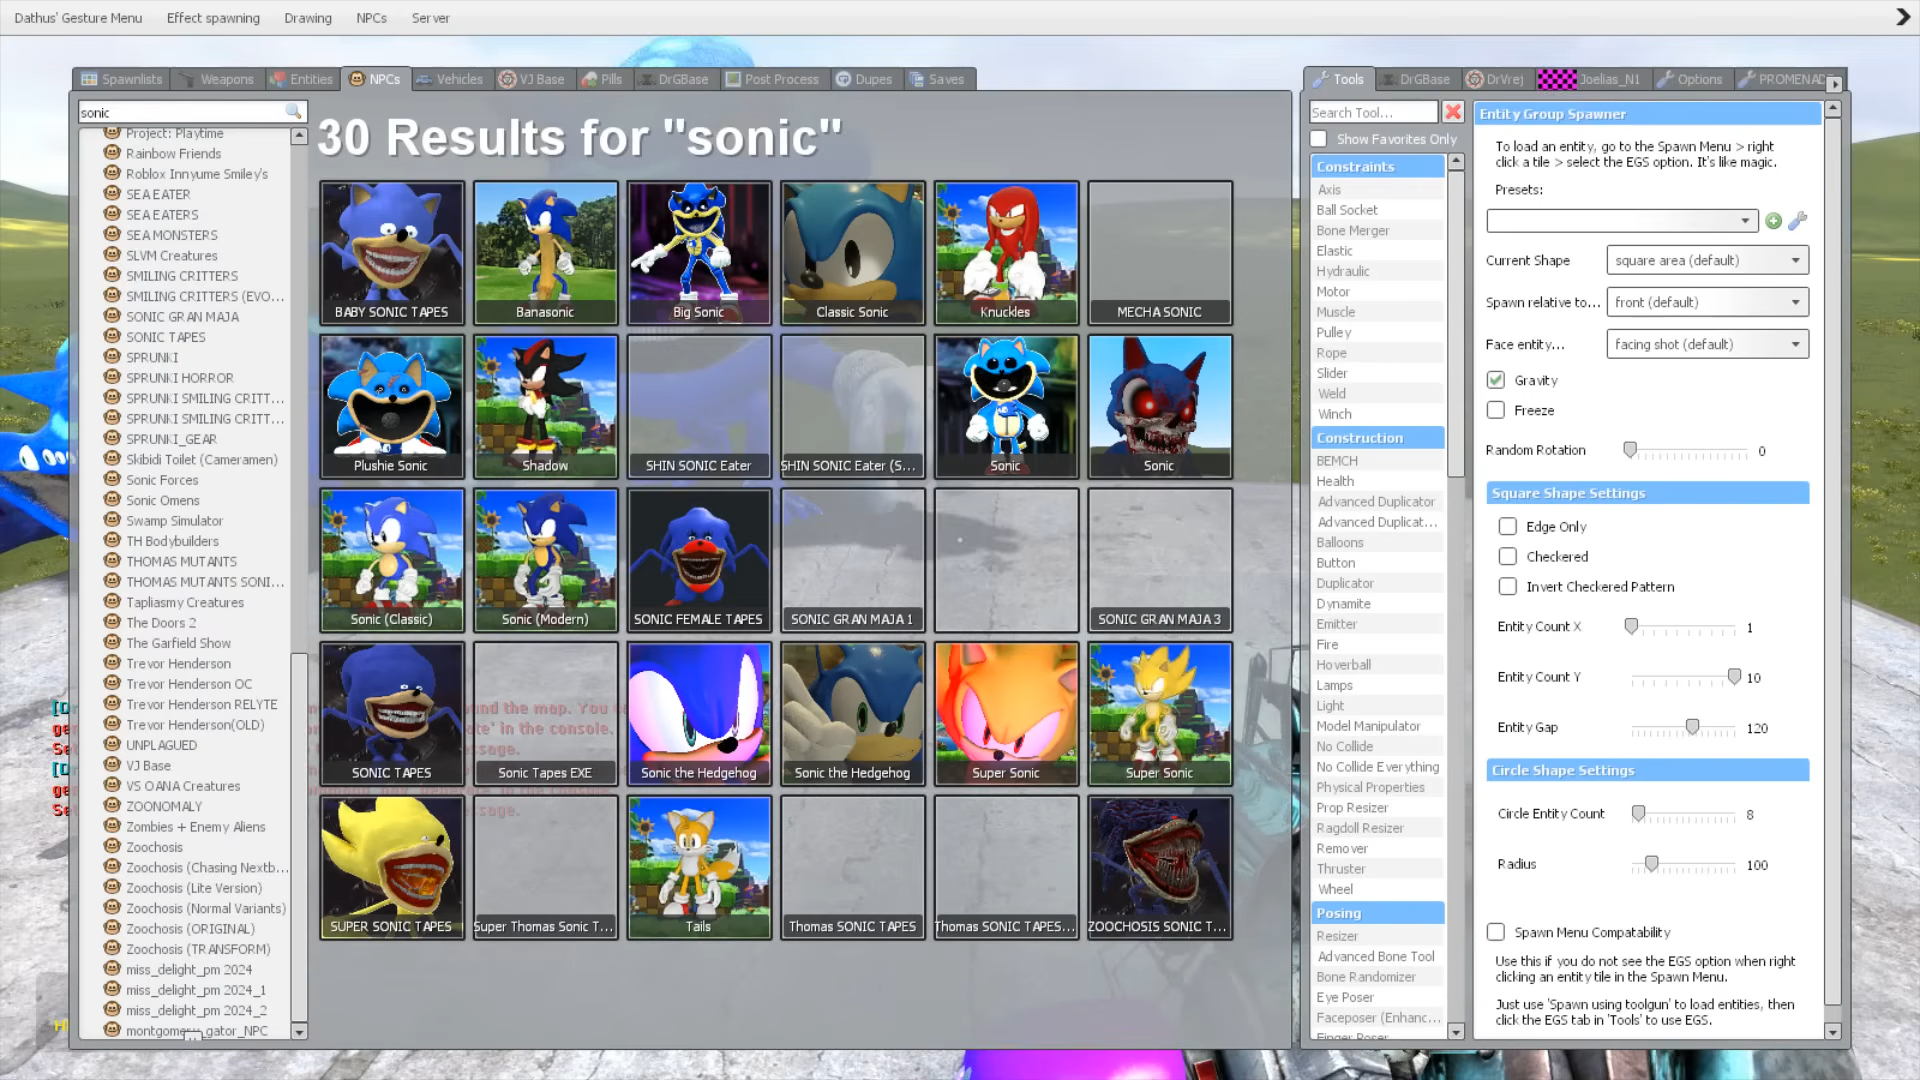 Dathus' Gesture Menu Effect spawning Drawing NPCs Server
Spawnlists Weapons Entities NPCs Vehicles VJ Base Pills DrGBase Post Process Dupes Saves
sonic
Project: Playtime
Rainbow Friends
Roblox Innyume Smiley's
SEA EATER
SEA EATERS
SEA MONSTERS
SLVM Creatures
SMILING CRITTERS
SMILING CRITTERS (EVO...
SONIC GRAN MAJA
SONIC TAPES
SPRUNKI
SPRUNKI HORROR
SPRUNKI SMILING CRITT...
SPRUNKI SMILING CRITT...
SPRUNKI_GEAR
Skibidi Toilet (Cameramen)
Sonic Forces
Sonic Omens
Swamp Simulator
TH Bodybuilders
THOMAS MUTANTS
THOMAS MUTANTS SONI...
Tapliasmy Creatures
The Doors 2
The Garfield Show
Trevor Henderson
Trevor Henderson OC
Trevor Henderson RELYTE
Trevor Henderson(OLD)
UNPLAGUED
VJ Base
VS OANA Creatures
ZOONOMALY
Zombies + Enemy Aliens
Zoochosis
Zoochosis (Chasing Nextb...
Zoochosis (Lite Version)
Zoochosis (Normal Variants)
Zoochosis (ORIGINAL)
Zoochosis (TRANSFORM)
miss_delight_pm 2024
miss_delight_pm 2024_1
miss_delight_pm 2024_2
montgomery_gator_NPC
30 Results for "sonic"
BABY SONIC TAPES
Banasonic
Big Sonic
Classic Sonic
Knuckles
MECHA SONIC
Plushie Sonic
Shadow
SHIN SONIC Eater
SHIN SONIC Eater (S...
Sonic
Sonic
Sonic (Classic)
Sonic (Modern)
SONIC FEMALE TAPES
SONIC GRAN MAJA 1
SONIC GRAN MAJA 3
SONIC TAPES
Sonic Tapes EXE
Sonic the Hedgehog
Sonic the Hedgehog
Super Sonic
Super Sonic
SUPER SONIC TAPES
Super Thomas Sonic T...
Tails
Thomas SONIC TAPES
Thomas SONIC TAPES...
ZOOCHOSIS SONIC T...
Tools DrGBase DrVrej Joelias_N1 Options PROMENAD
Search Tool...
Show Favorites Only
Constraints
Axis
Ball Socket
Bone Merger
Elastic
Hydraulic
Motor
Muscle
Pulley
Rope
Slider
Weld
Winch
Construction
BEMCH
Health
Advanced Duplicator
Advanced Duplicat...
Balloons
Button
Duplicator
Dynamite
Emitter
Fire
Hoverball
Lamps
Light
Model Manipulator
No Collide
No Collide Everything
Physical Properties
Prop Resizer
Ragdoll Resizer
Remover
Thruster
Wheel
Posing
Resizer
Advanced Bone Tool
Bone Randomizer
Eye Poser
Faceposer (Enhanc...
Finger Poser
Entity Group Spawner
To load an entity, go to the Spawn Menu > right
click a tile > select the EGS option. It's like magic.
Presets:
Current Shape square area (default)
Spawn relative to... front (default)
Face entity... facing shot (default)
Gravity
Freeze
Random Rotation 0
Square Shape Settings
Edge Only
Checkered
Invert Checkered Pattern
Entity Count X 1
Entity Count Y 10
Entity Gap 120
Circle Shape Settings
Circle Entity Count 8
Radius 100
Spawn Menu Compatability
Use this if you do not see the EGS option when right
clicking an entity tile in the Spawn Menu.
Just use 'Spawn using toolgun' to load entities, then
click the EGS tab in 'Tools' to use EGS.